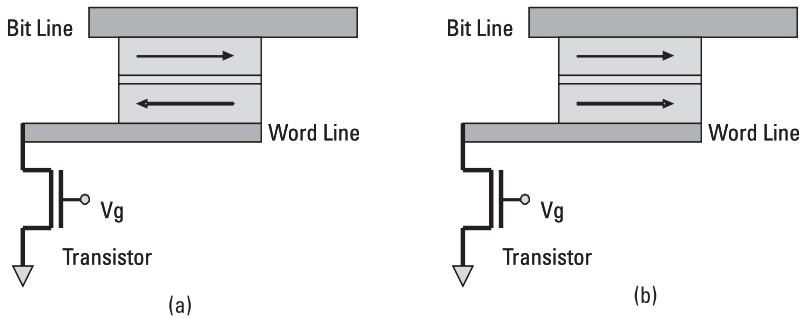 Bit Line
Word Line
Vg
Transistor
(a)
Bit Line
Word Line
Vg
Transistor
(b)